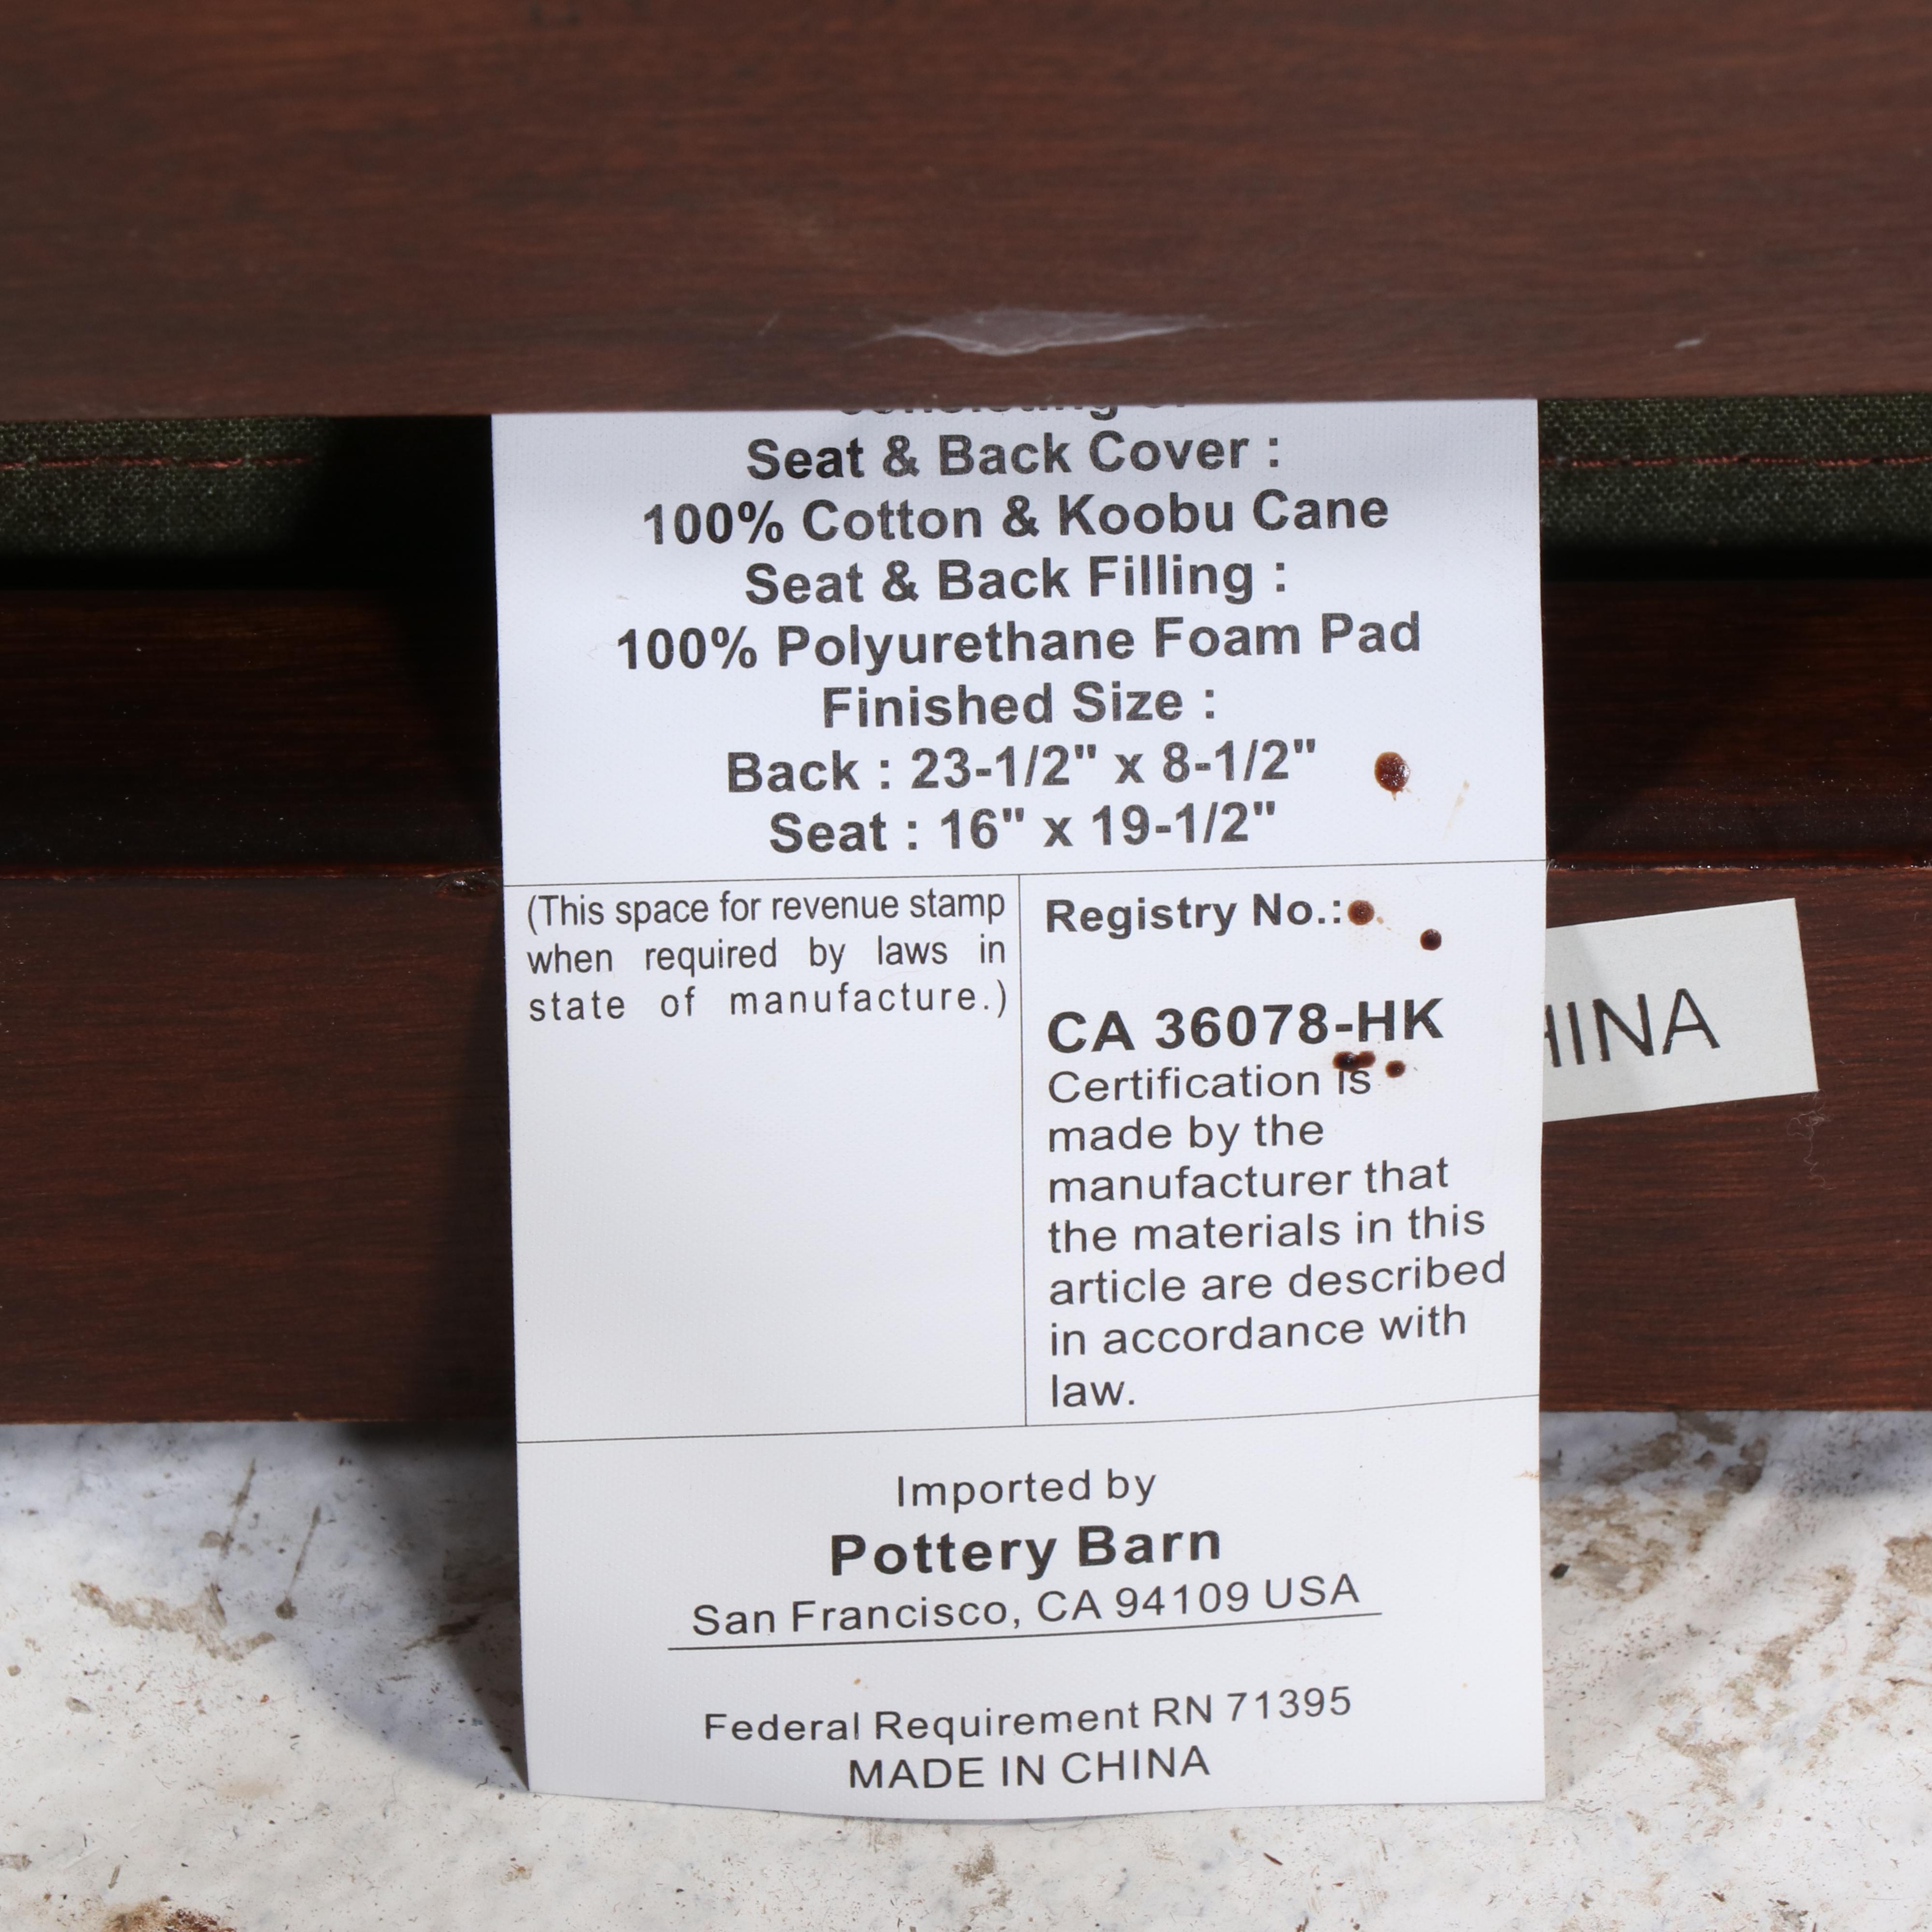 consisting of
Seat & Back Cover :
100% Cotton & Koobu Cane
Seat & Back Filling :
100% Polyurethane Foam Pad
Finished Size :
Back : 23-1/2" x 8-1/2"
Seat : 16" x 19-1/2"
(This space for revenue stamp
when required by laws in
state of manufacture.)
Registry No.:
CA 36078-HK
Certification is
made by the
manufacturer that
the materials in this
article are described
in accordance with
law.
HINA
Imported by
Pottery Barn
San Francisco, CA 94109 USA
Federal Requirement RN 71395
MADE IN CHINA